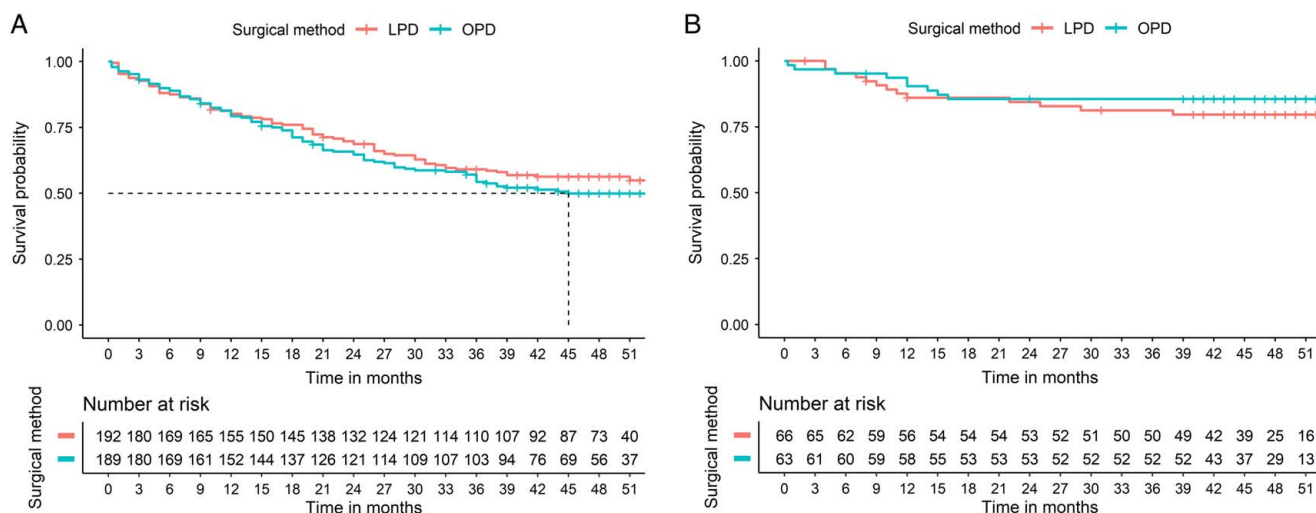 A
Surgical method LPD OPD
Survival probability
1.00
0.75
0.50
0.25
0.00
0 3 6 9 12 15 18 21 24 27 30 33 36 39 42 45 48 51
Time in months
Number at risk
Surgical method
192 180 169 165 155 150 145 138 132 124 121 114 110 107 92 87 73 40
189 180 169 161 152 144 137 126 121 114 109 107 103 94 76 69 56 37
0 3 6 9 12 15 18 21 24 27 30 33 36 39 42 45 48 51
Time in months
B
Surgical method LPD OPD
Survival probability
1.00
0.75
0.50
0.25
0.00
0 3 6 9 12 15 18 21 24 27 30 33 36 39 42 45 48 51
Time in months
Number at risk
Surgical method
66 65 62 59 56 54 54 54 53 52 51 50 50 49 42 39 25 16
63 61 60 59 58 55 53 53 53 52 52 52 52 52 43 37 29 13
0 3 6 9 12 15 18 21 24 27 30 33 36 39 42 45 48 51
Time in months